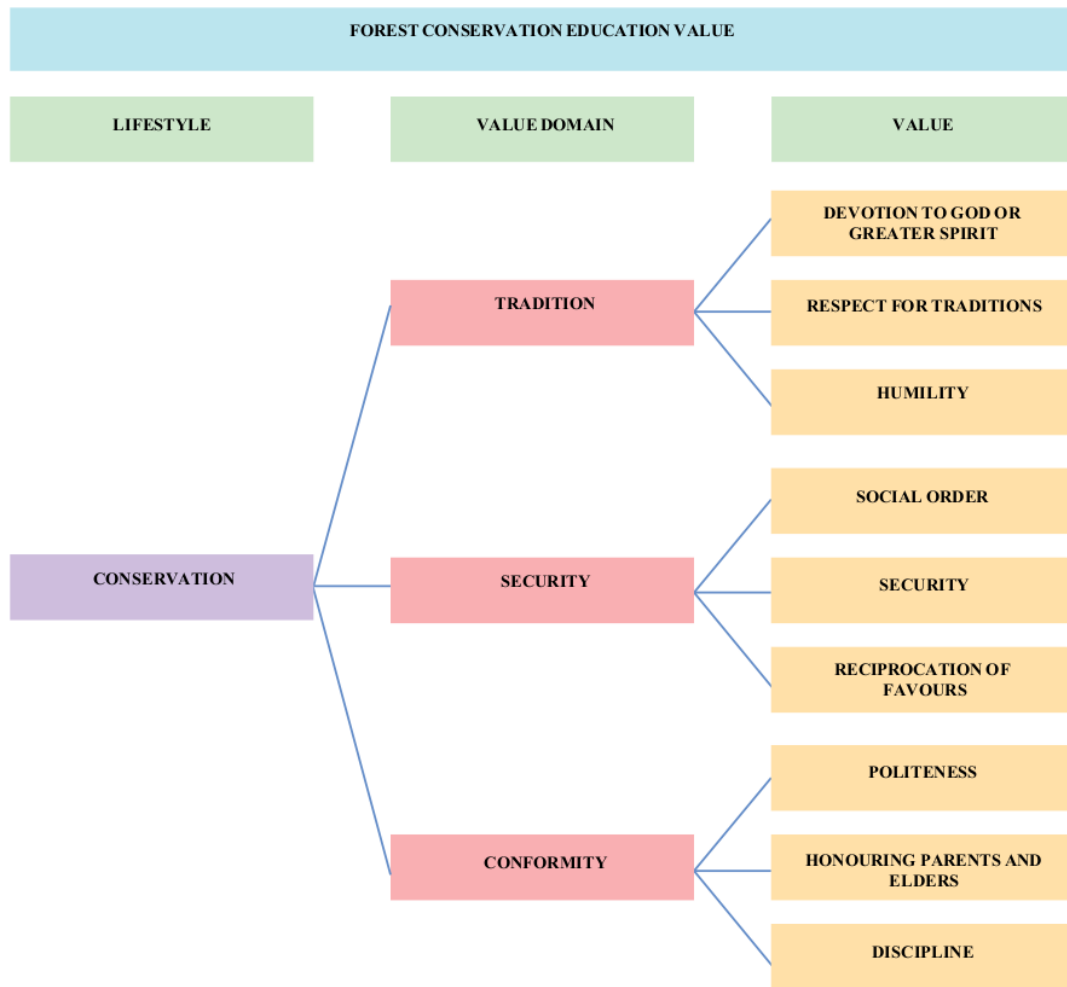 FOREST CONSERVATION EDUCATION VALUE
LIFESTYLE
VALUE DOMAIN
VALUE
DEVOTION TO GOD OR
GREATER SPIRIT
TRADITION
RESPECT FOR TRADITIONS
HUMILITY
SOCIAL ORDER
CONSERVATION
SECURITY
SECURITY
RECIPROCATION OF
FAVOURS
POLITENESS
CONFORMITY
HONOURING PARENTS AND
ELDERS
DISCIPLINE